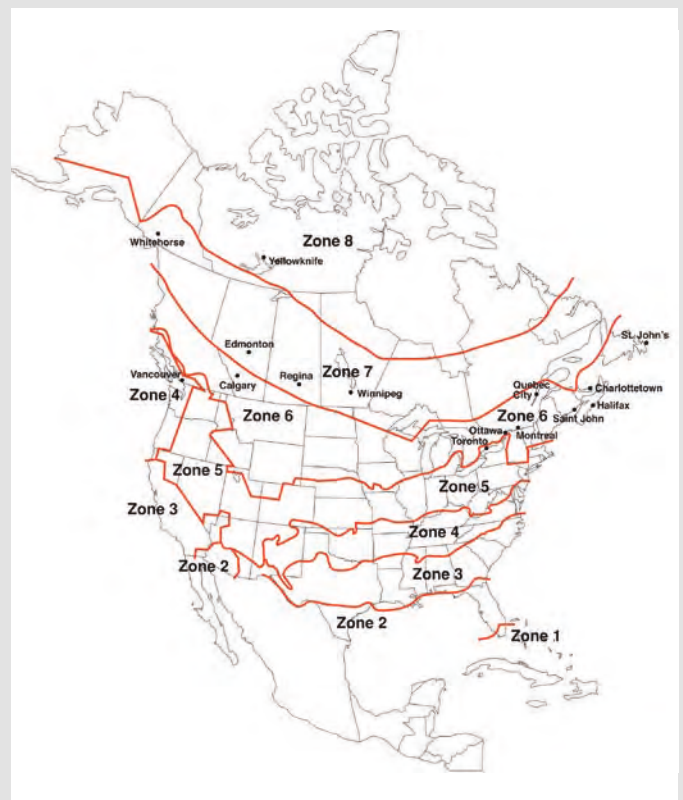 Zone 8
Whitehorse
Yellowknife
St. John's
Edmonton
Zone 7
Vancouver
Calgary
Regina
Winnipeg
Quebec
City
Charlottetown
Zone 4
Zone 6
Zone 6
Halifax
Saint John
Ottawa
Montreal
Toronto
Zone 5
Zone 5
Zone 3
Zone 4
Zone 2
Zone 3
Zone 2
Zone 1